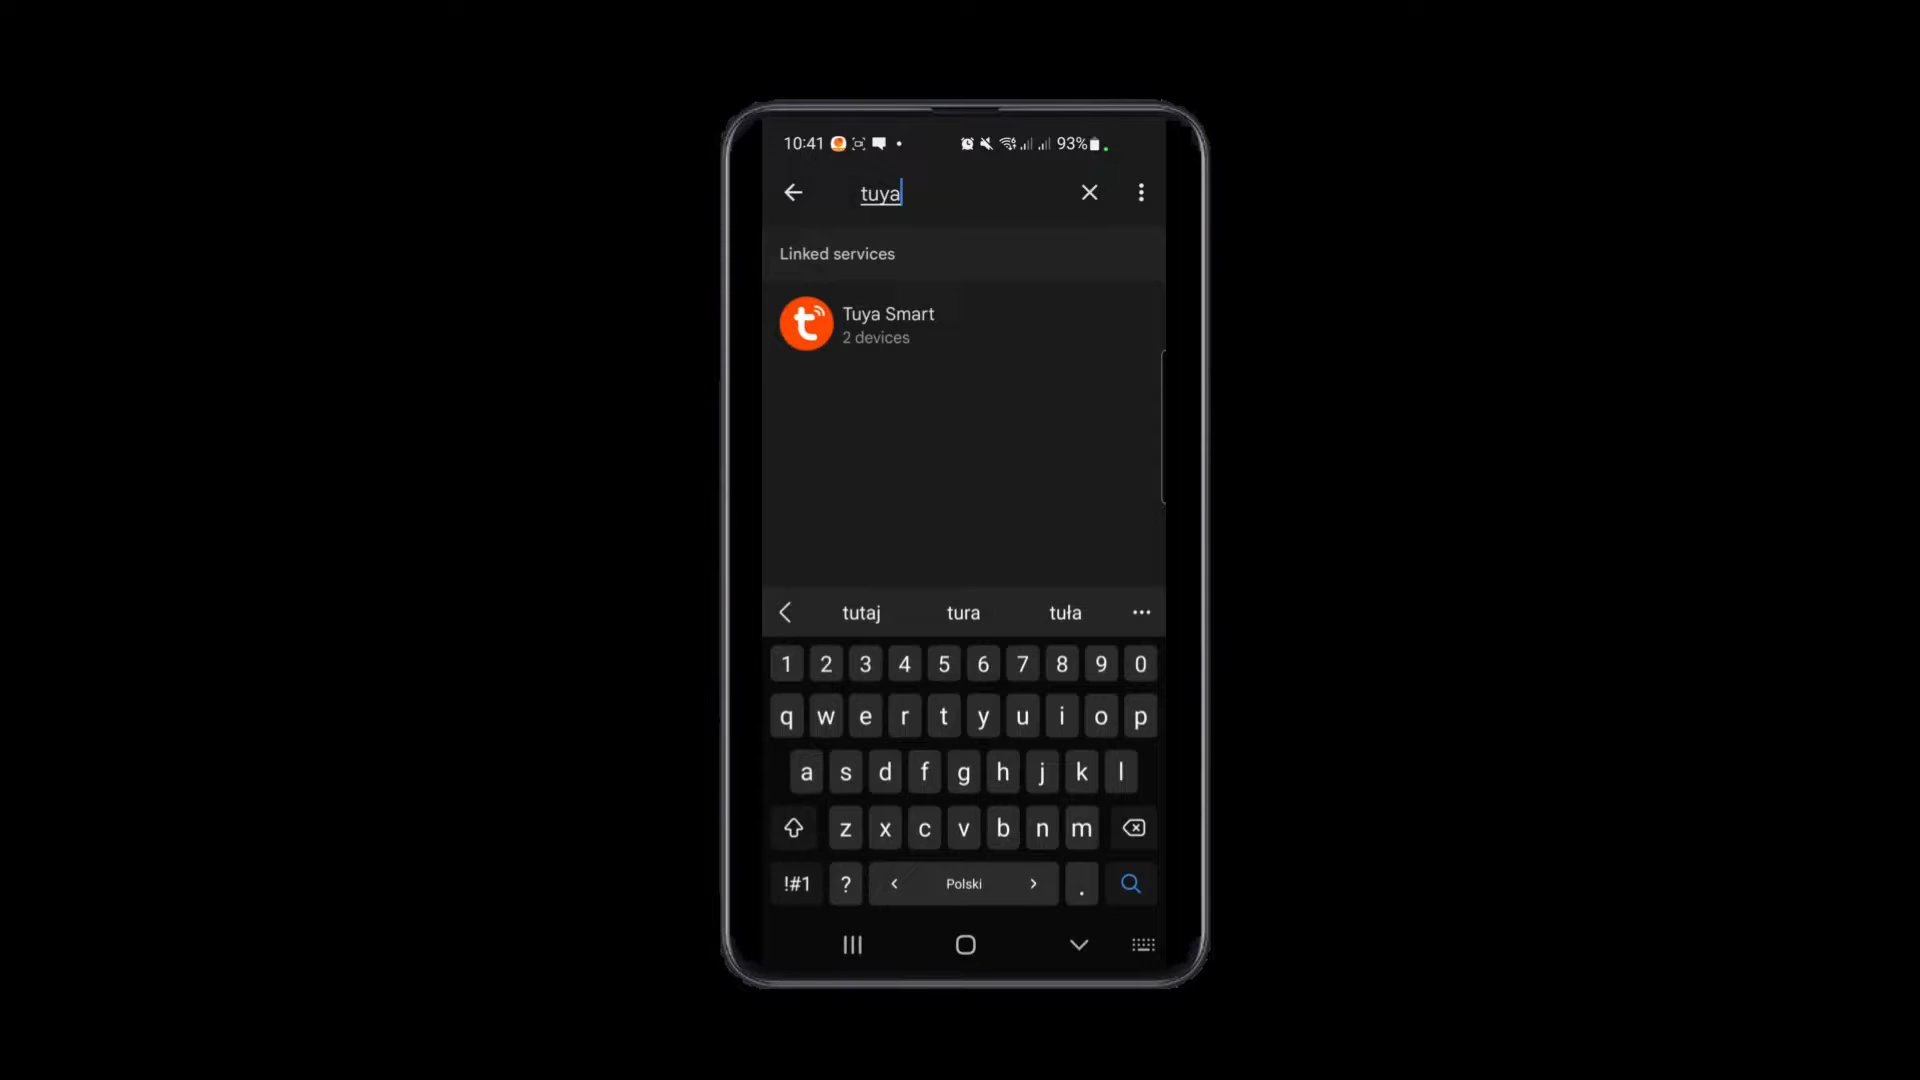 10:41 93%
tuya
Linked services
t Tuya Smart
2 devices
tutaj tura tuła
1 2 3 4 5 6 7 8 9 0
q w e r t y u i o p
a s d f g h j k l
z x c v b n m
!#1 ? < Polski > .